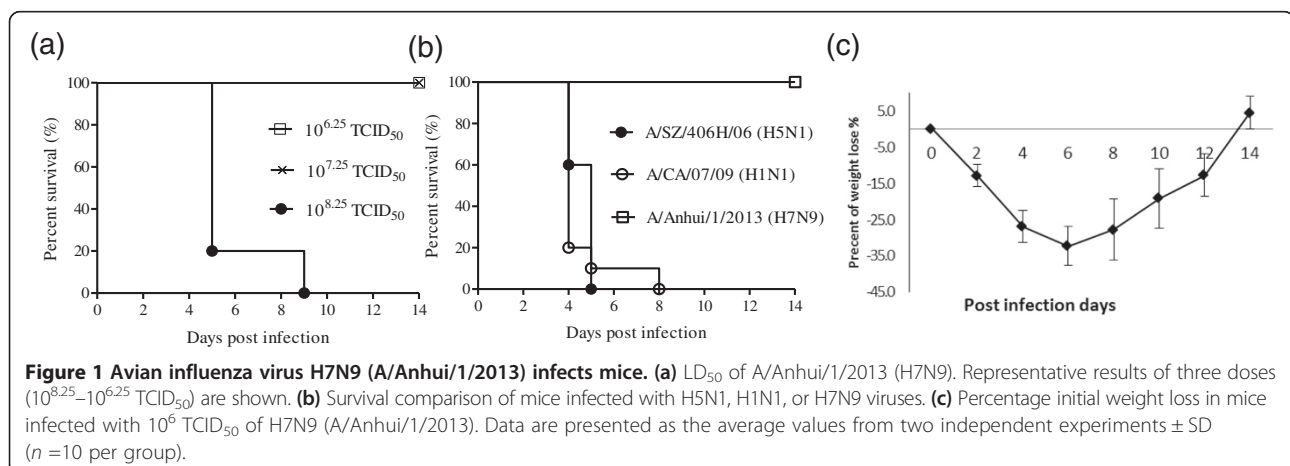 (a)
Percent survival (%)
100
80
60
40
20
0
10^6.25 TCID50
10^7.25 TCID50
10^8.25 TCID50
0 2 4 6 8 10 12 14
Days post infection
(b)
Percent survival (%)
100
80
60
40
20
0
A/SZ/406H/06 (H5N1)
A/CA/07/09 (H1N1)
A/Anhui/1/2013 (H7N9)
0 2 4 6 8 10 12 14
Days post infection
(c)
Precent of weight lose %
5.0
-5.0
-15.0
-25.0
-35.0
-45.0
0 2 4 6 8 10 12 14
Post infection days
Figure 1 Avian influenza virus H7N9 (A/Anhui/1/2013) infects mice. (a) LD50 of A/Anhui/1/2013 (H7N9). Representative results of three doses
(10^8.25–10^6.25 TCID50) are shown. (b) Survival comparison of mice infected with H5N1, H1N1, or H7N9 viruses. (c) Percentage initial weight loss in mice
infected with 10^6 TCID50 of H7N9 (A/Anhui/1/2013). Data are presented as the average values from two independent experiments ± SD
(n =10 per group).